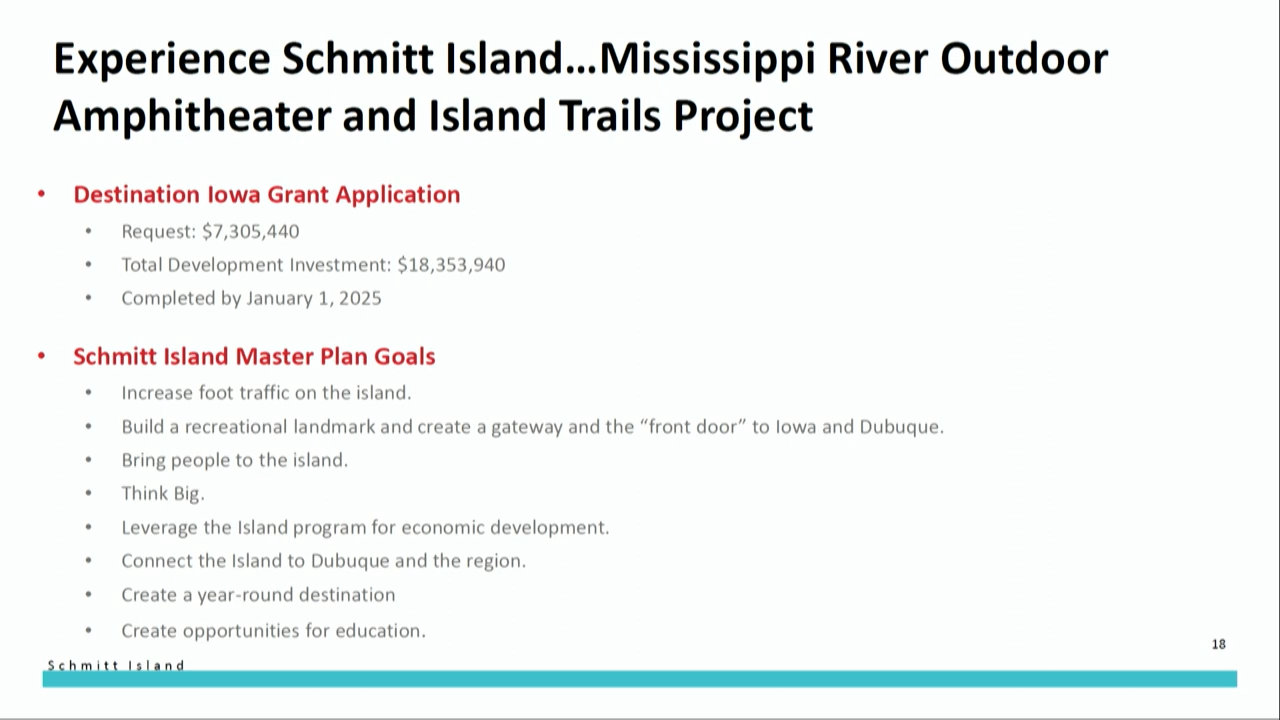 Experience Schmitt Island...Mississippi River Outdoor
Amphitheater and Island Trails Project
• Destination Iowa Grant Application
• Request: $7,305,440
• Total Development Investment: $18,353,940
• Completed by January 1, 2025
• Schmitt Island Master Plan Goals
• Increase foot traffic on the island.
• Build a recreational landmark and create a gateway and the “front door” to Iowa and Dubuque.
• Bring people to the island.
• Think Big.
• Leverage the Island program for economic development.
• Connect the Island to Dubuque and the region.
• Create a year-round destination
• Create opportunities for education.
18
Schmitt Island